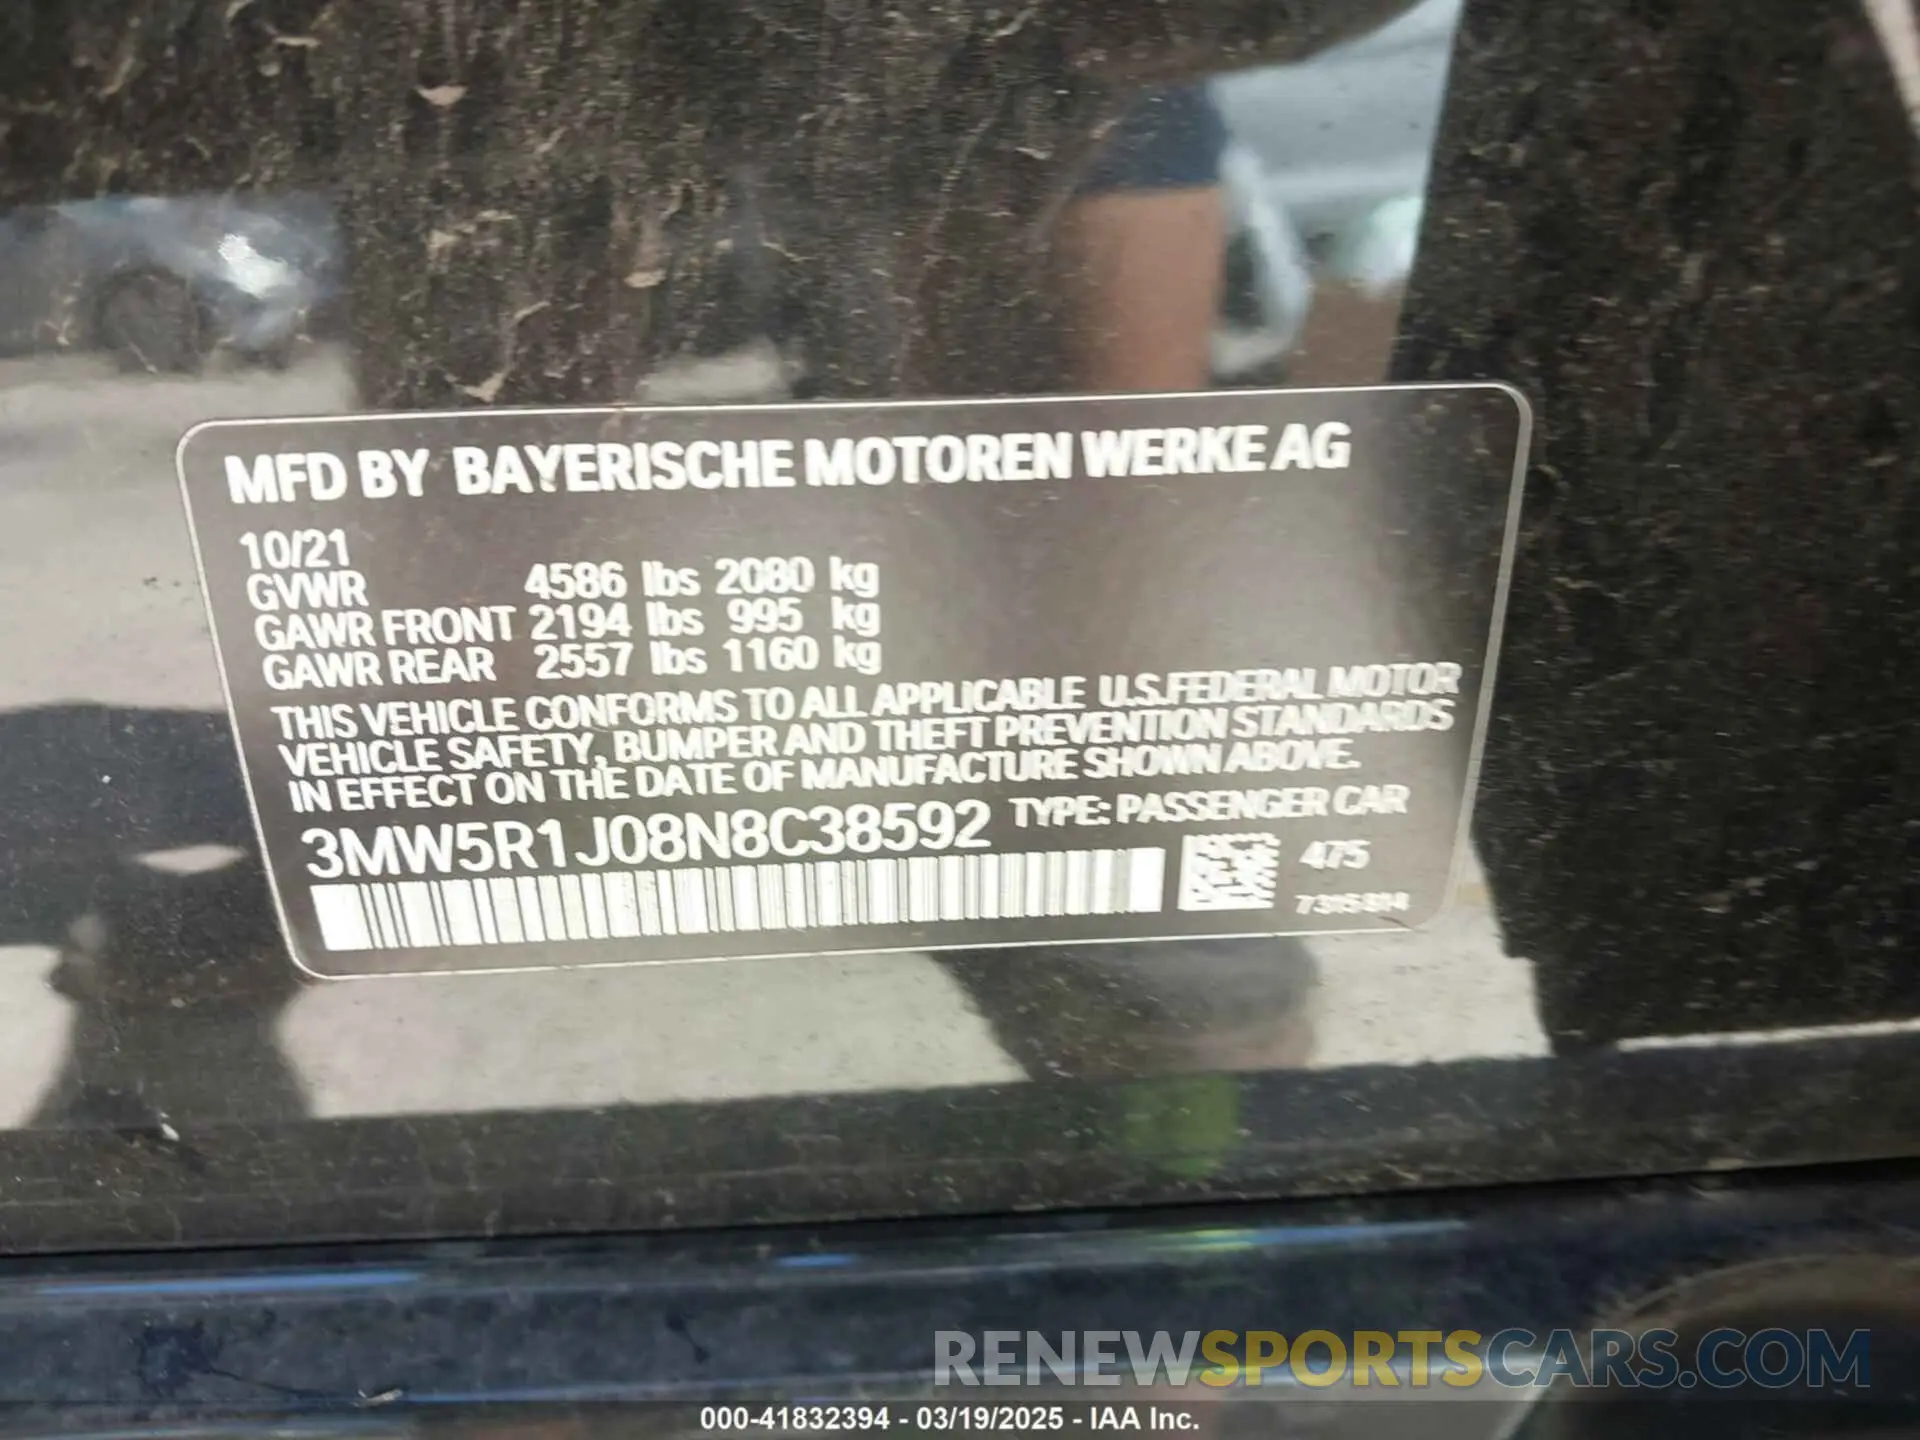 MFD BY BAYERISCHE MOTOREN WERKE AG
10/21
GVWR 4586 lbs 2080 kg
GAWR FRONT 2194 lbs 995 kg
GAWR REAR 2557 lbs 1160 kg
THIS VEHICLE CONFORMS TO ALL APPLICABLE U.S.FEDERAL MOTOR
VEHICLE SAFETY, BUMPER AND THEFT PREVENTION STANDARDS
IN EFFECT ON THE DATE OF MANUFACTURE SHOWN ABOVE.
3MW5R1J08N8C38592 TYPE: PASSENGER CAR
475
RENEWSPORTSCARS.COM
000-41832394 - 03/19/2025 - IAA Inc.